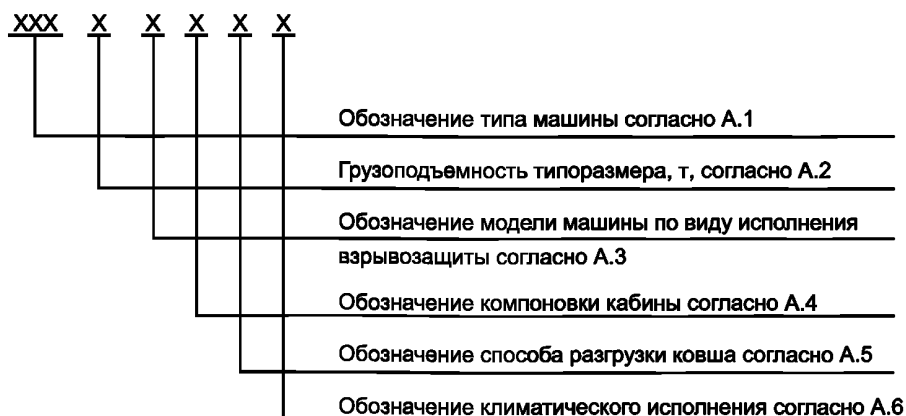 XXX X X X X X
Обозначение типа машины согласно А.1
Грузоподъемность типоразмера, т, согласно А.2
Обозначение модели машины по виду исполнения
взрывозащиты согласно А.3
Обозначение компоновки кабины согласно А.4
Обозначение способа разгрузки ковша согласно А.5
Обозначение климатического исполнения согласно А.6